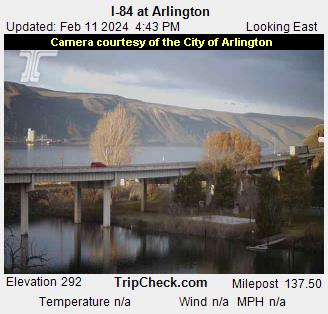 I-84 at Arlington
Updated: Feb 11 2024 4:43 PM Looking East
Camera courtesy of the City of Arlington
Elevation 292 TripCheck.com Milepost 137.50
Temperature n/a Wind n/a MPH n/a